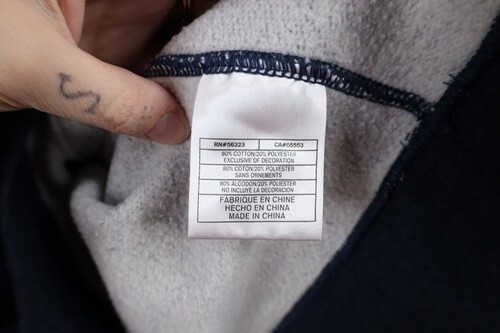 RN#56323 CA#05553
80% COTTON/20% POLYESTER
EXCLUSIVE OF DECORATION
80% COTON/20% POLYESTER
SANS ORNEMENTS
80% ALGODON/20% POLIESTER
NO INCLUYE LA DECORACION
FABRIQUE EN CHINE
HECHO EN CHINA
MADE IN CHINA